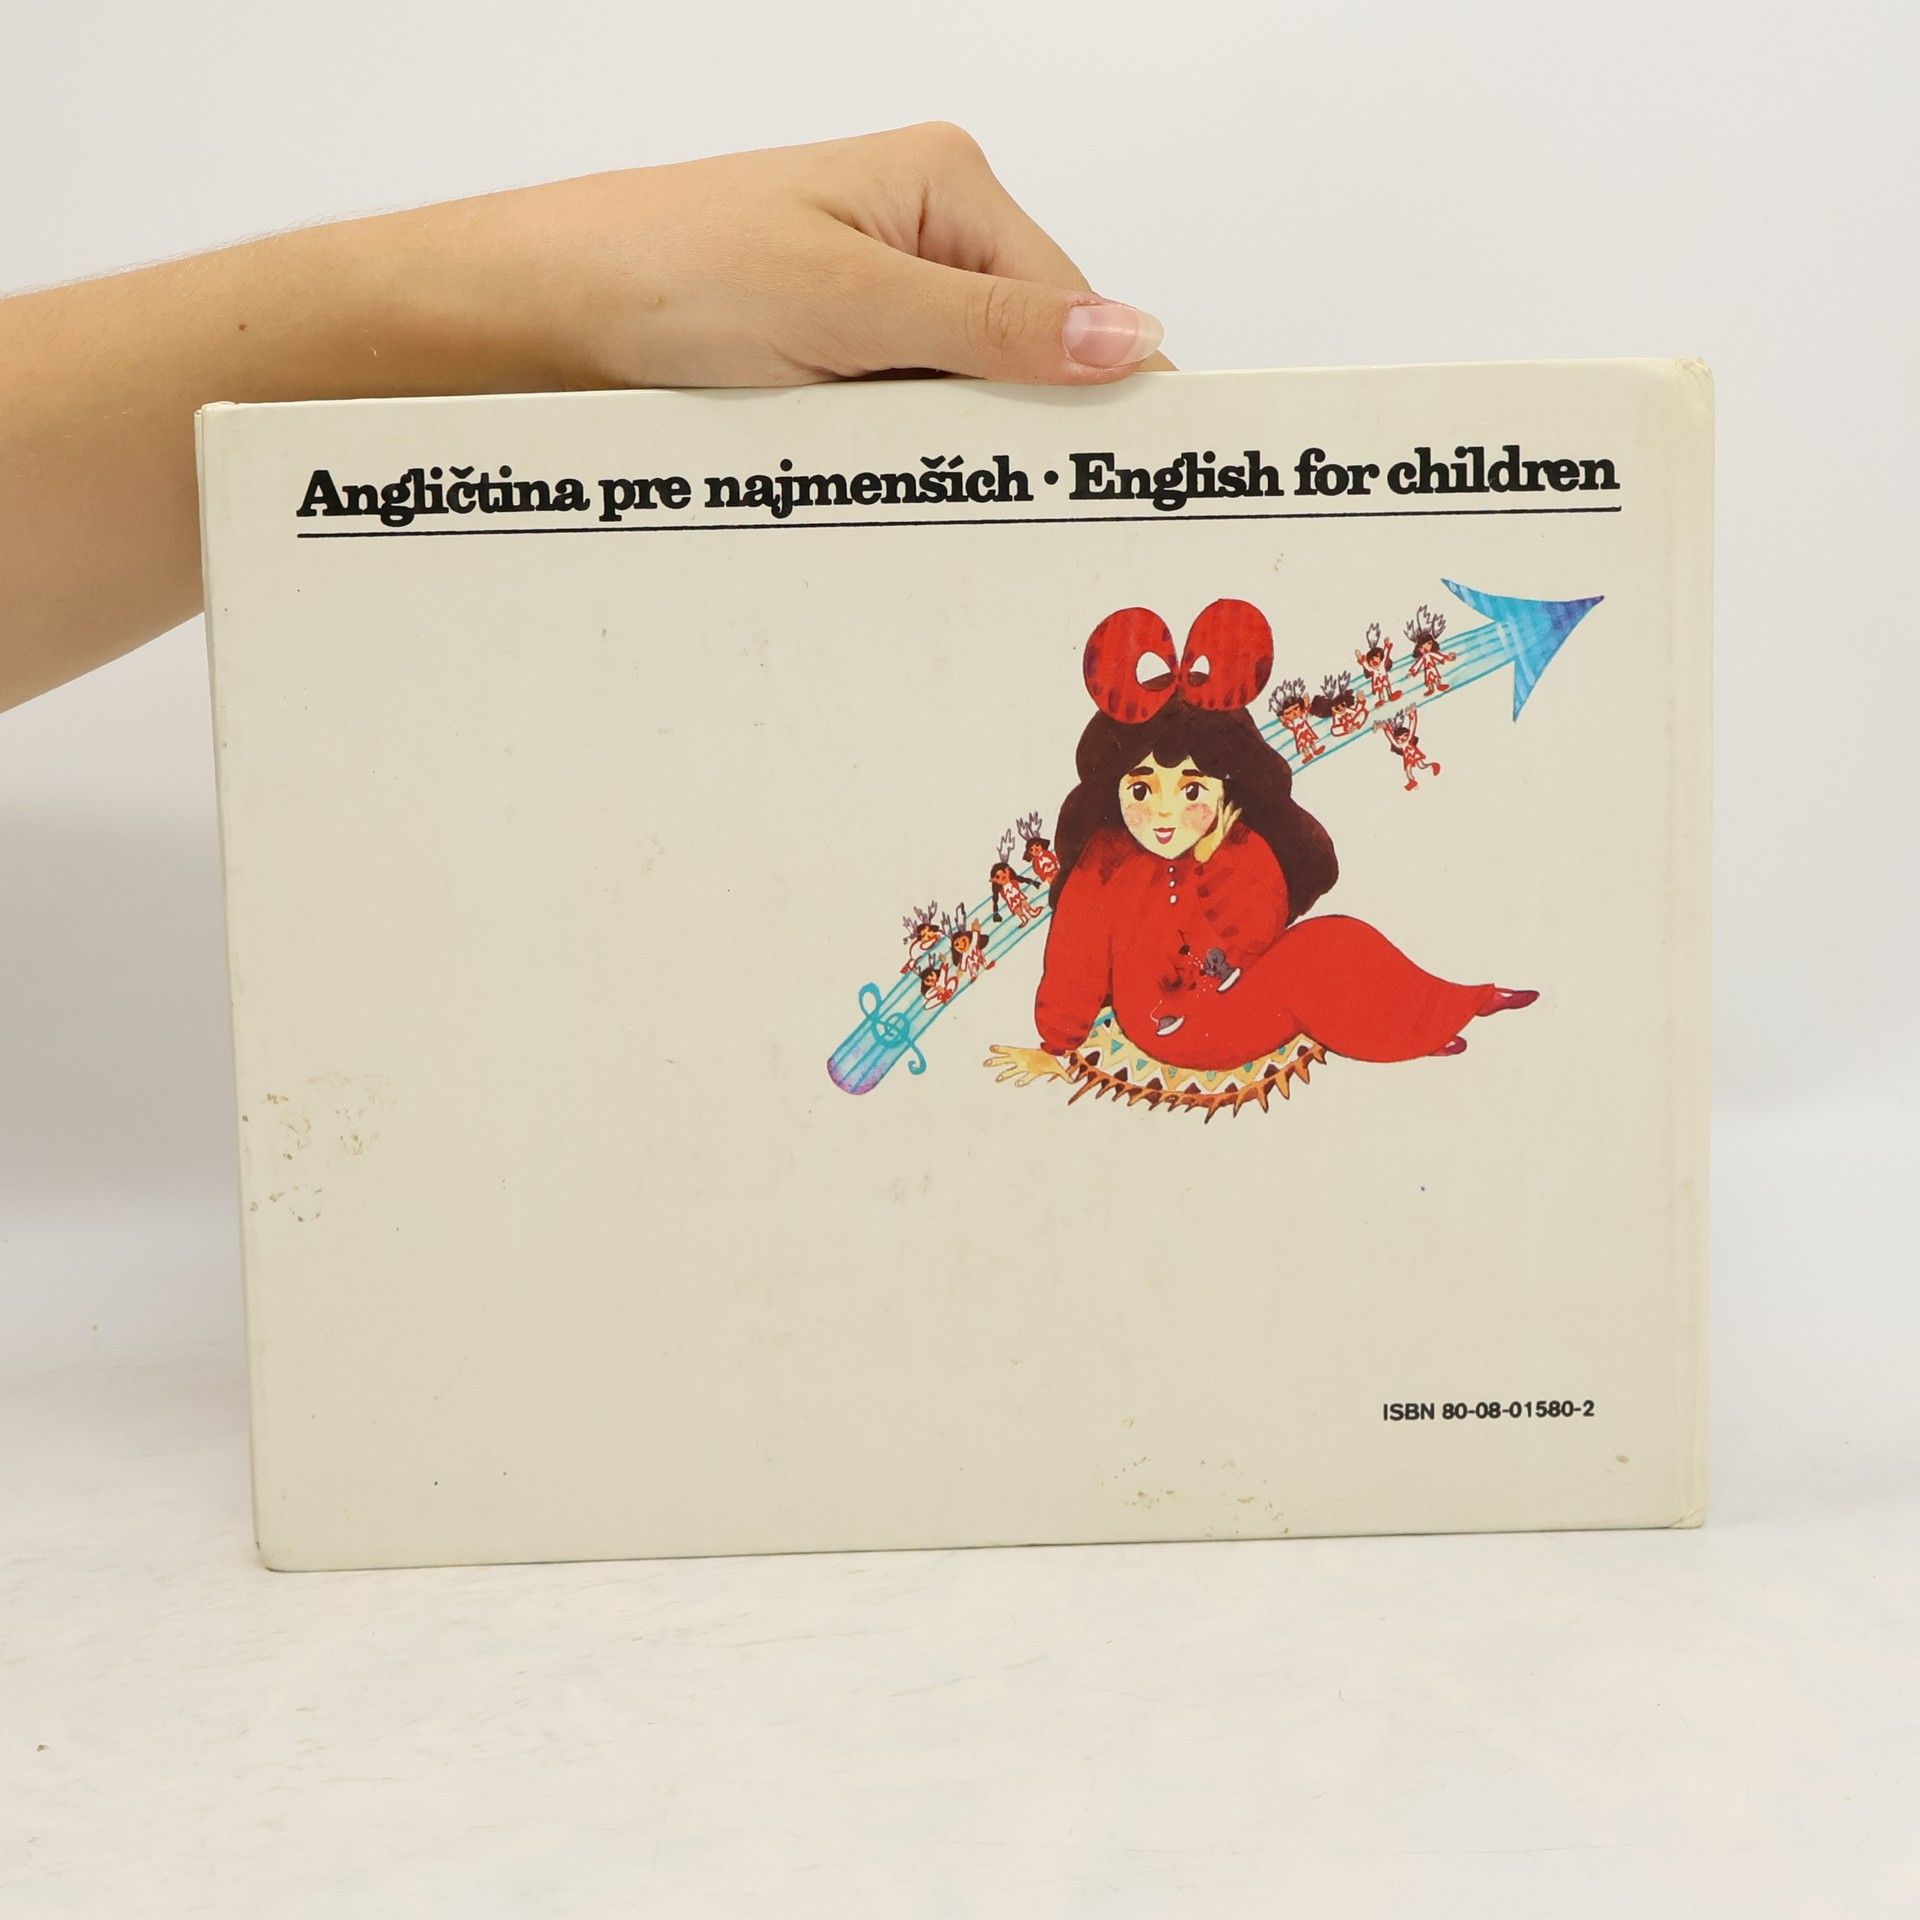 Angličtina pre najmenších • English for children
ISBN 80-08-01580-2